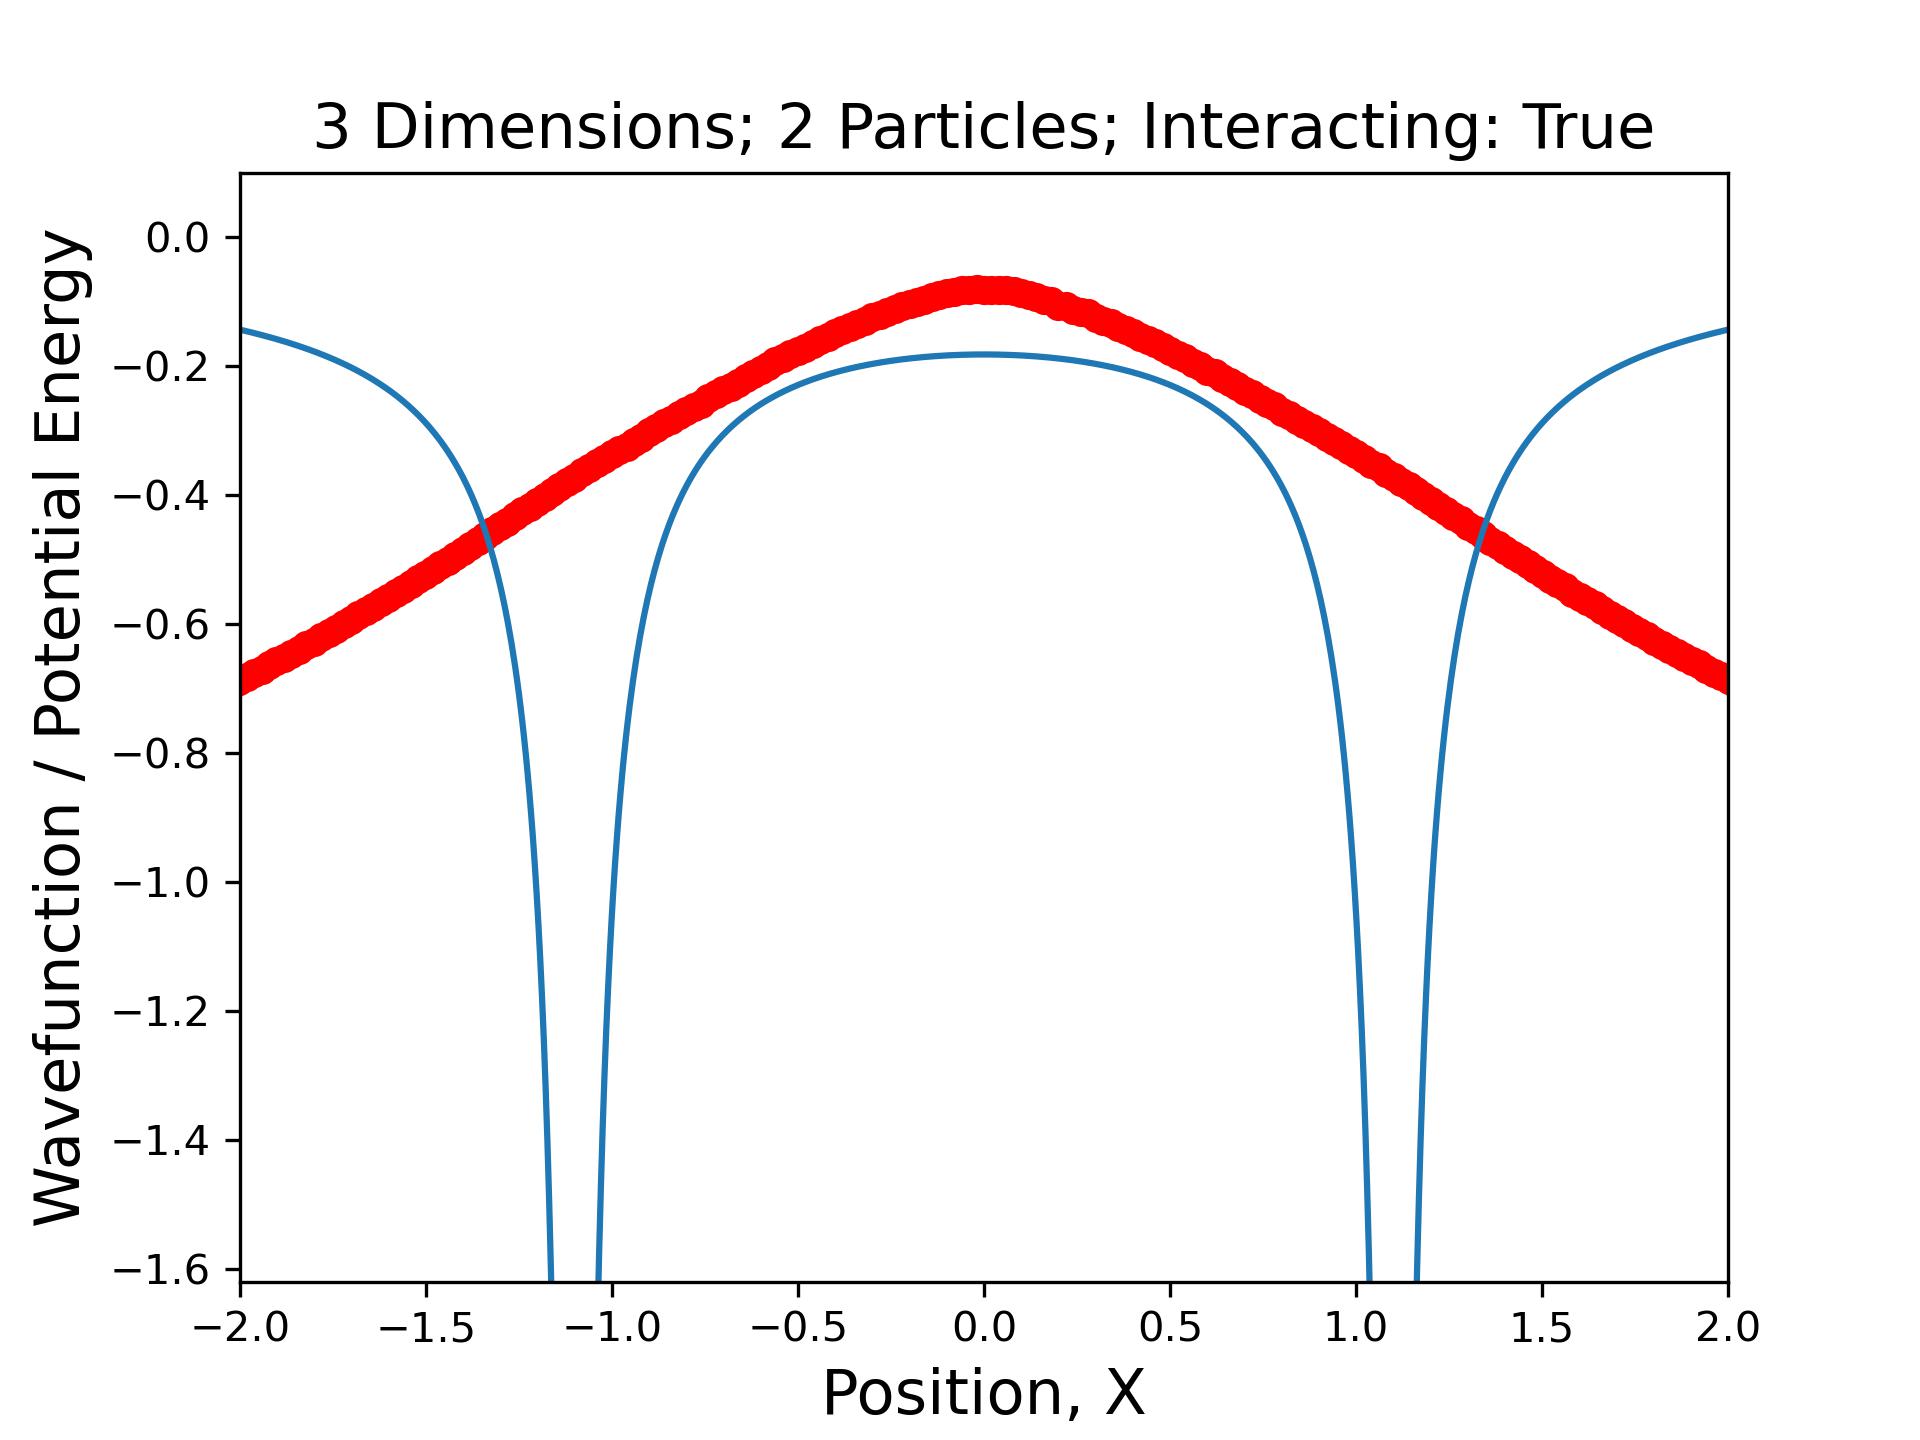 3 Dimensions; 2 Particles; Interacting: True
Wavefunction / Potential Energy
0.0
−0.2
−0.4
−0.6
−0.8
−1.0
−1.2
−1.4
−1.6
−2.0 −1.5 −1.0 −0.5 0.0 0.5 1.0 1.5 2.0
Position, X